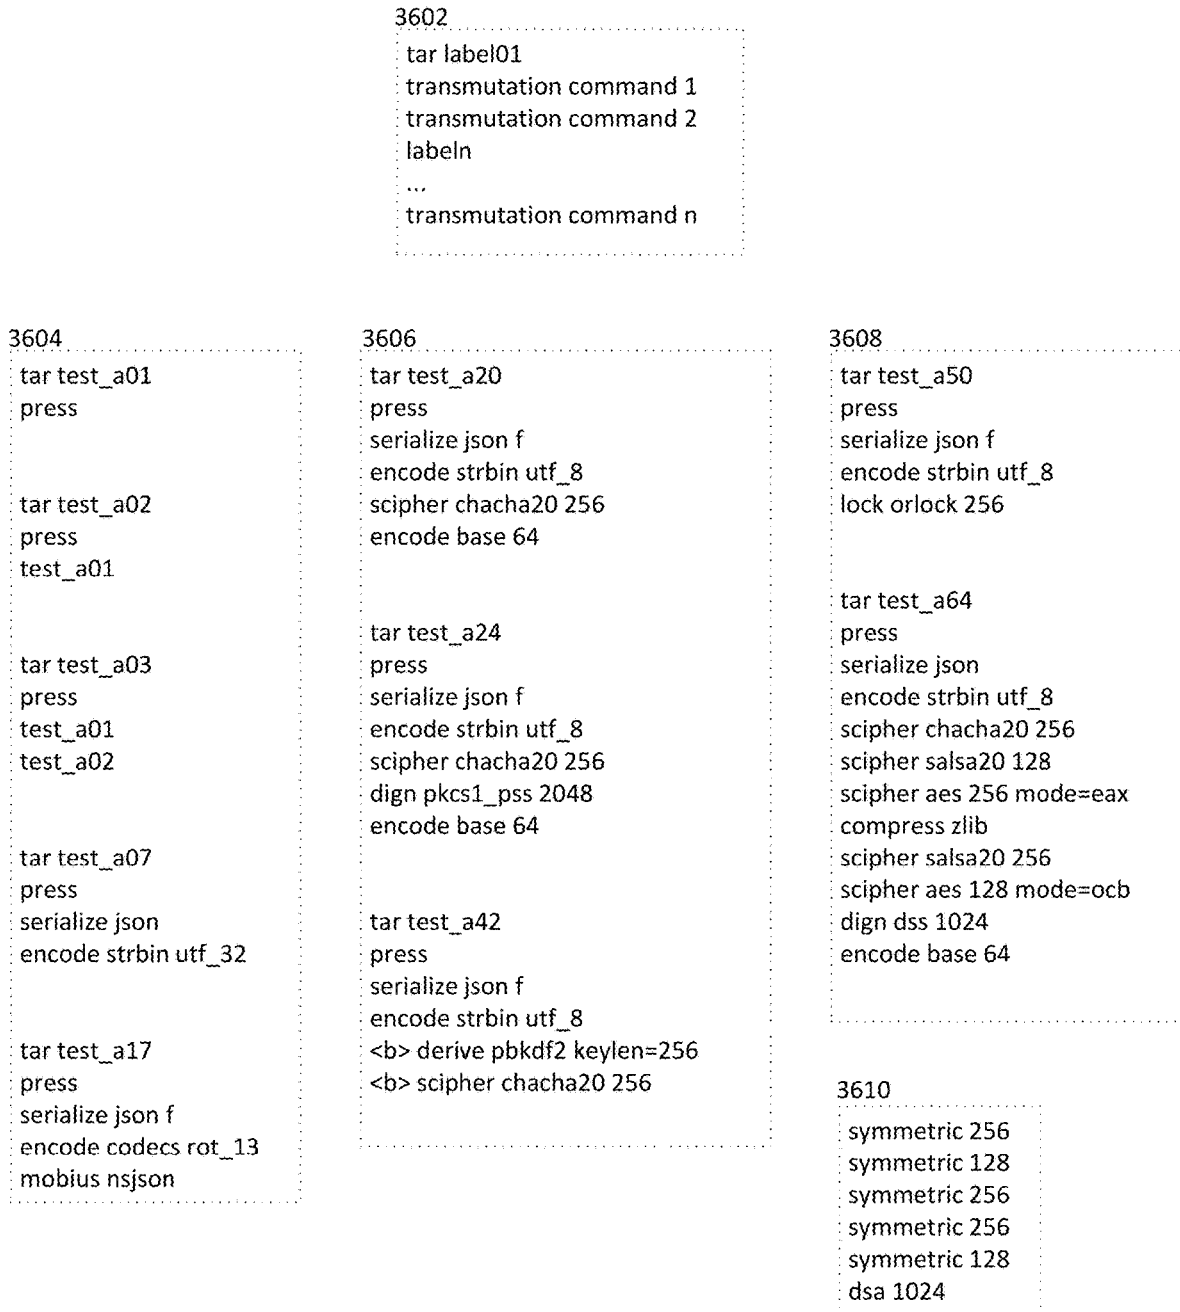 3602
tar label01
transmutation command 1
transmutation command 2
labeln
...
transmutation command n
3604
tar test_a01
press
tar test_a02
press
test_a01
tar test_a03
press
test_a01
test_a02
tar test_a07
press
serialize json
encode strbin utf_32
tar test_a17
press
serialize json f
encode codecs rot_13
mobius nsjson
3606
tar test_a20
press
serialize json f
encode strbin utf_8
scipher chacha20 256
encode base 64
tar test_a24
press
serialize json f
encode strbin utf_8
scipher chacha20 256
dign pkcs1_pss 2048
encode base 64
tar test_a42
press
serialize json f
encode strbin utf_8
<b> derive pbkdf2 keylen=256
<b> scipher chacha20 256
3608
tar test_a50
press
serialize json f
encode strbin utf_8
lock orlock 256
tar test_a64
press
serialize json
encode strbin utf_8
scipher chacha20 256
scipher salsa20 128
scipher aes 256 mode=eax
compress zlib
scipher salsa20 256
scipher aes 128 mode=ocb
dign dss 1024
encode base 64
3610
symmetric 256
symmetric 128
symmetric 256
symmetric 256
symmetric 128
dsa 1024